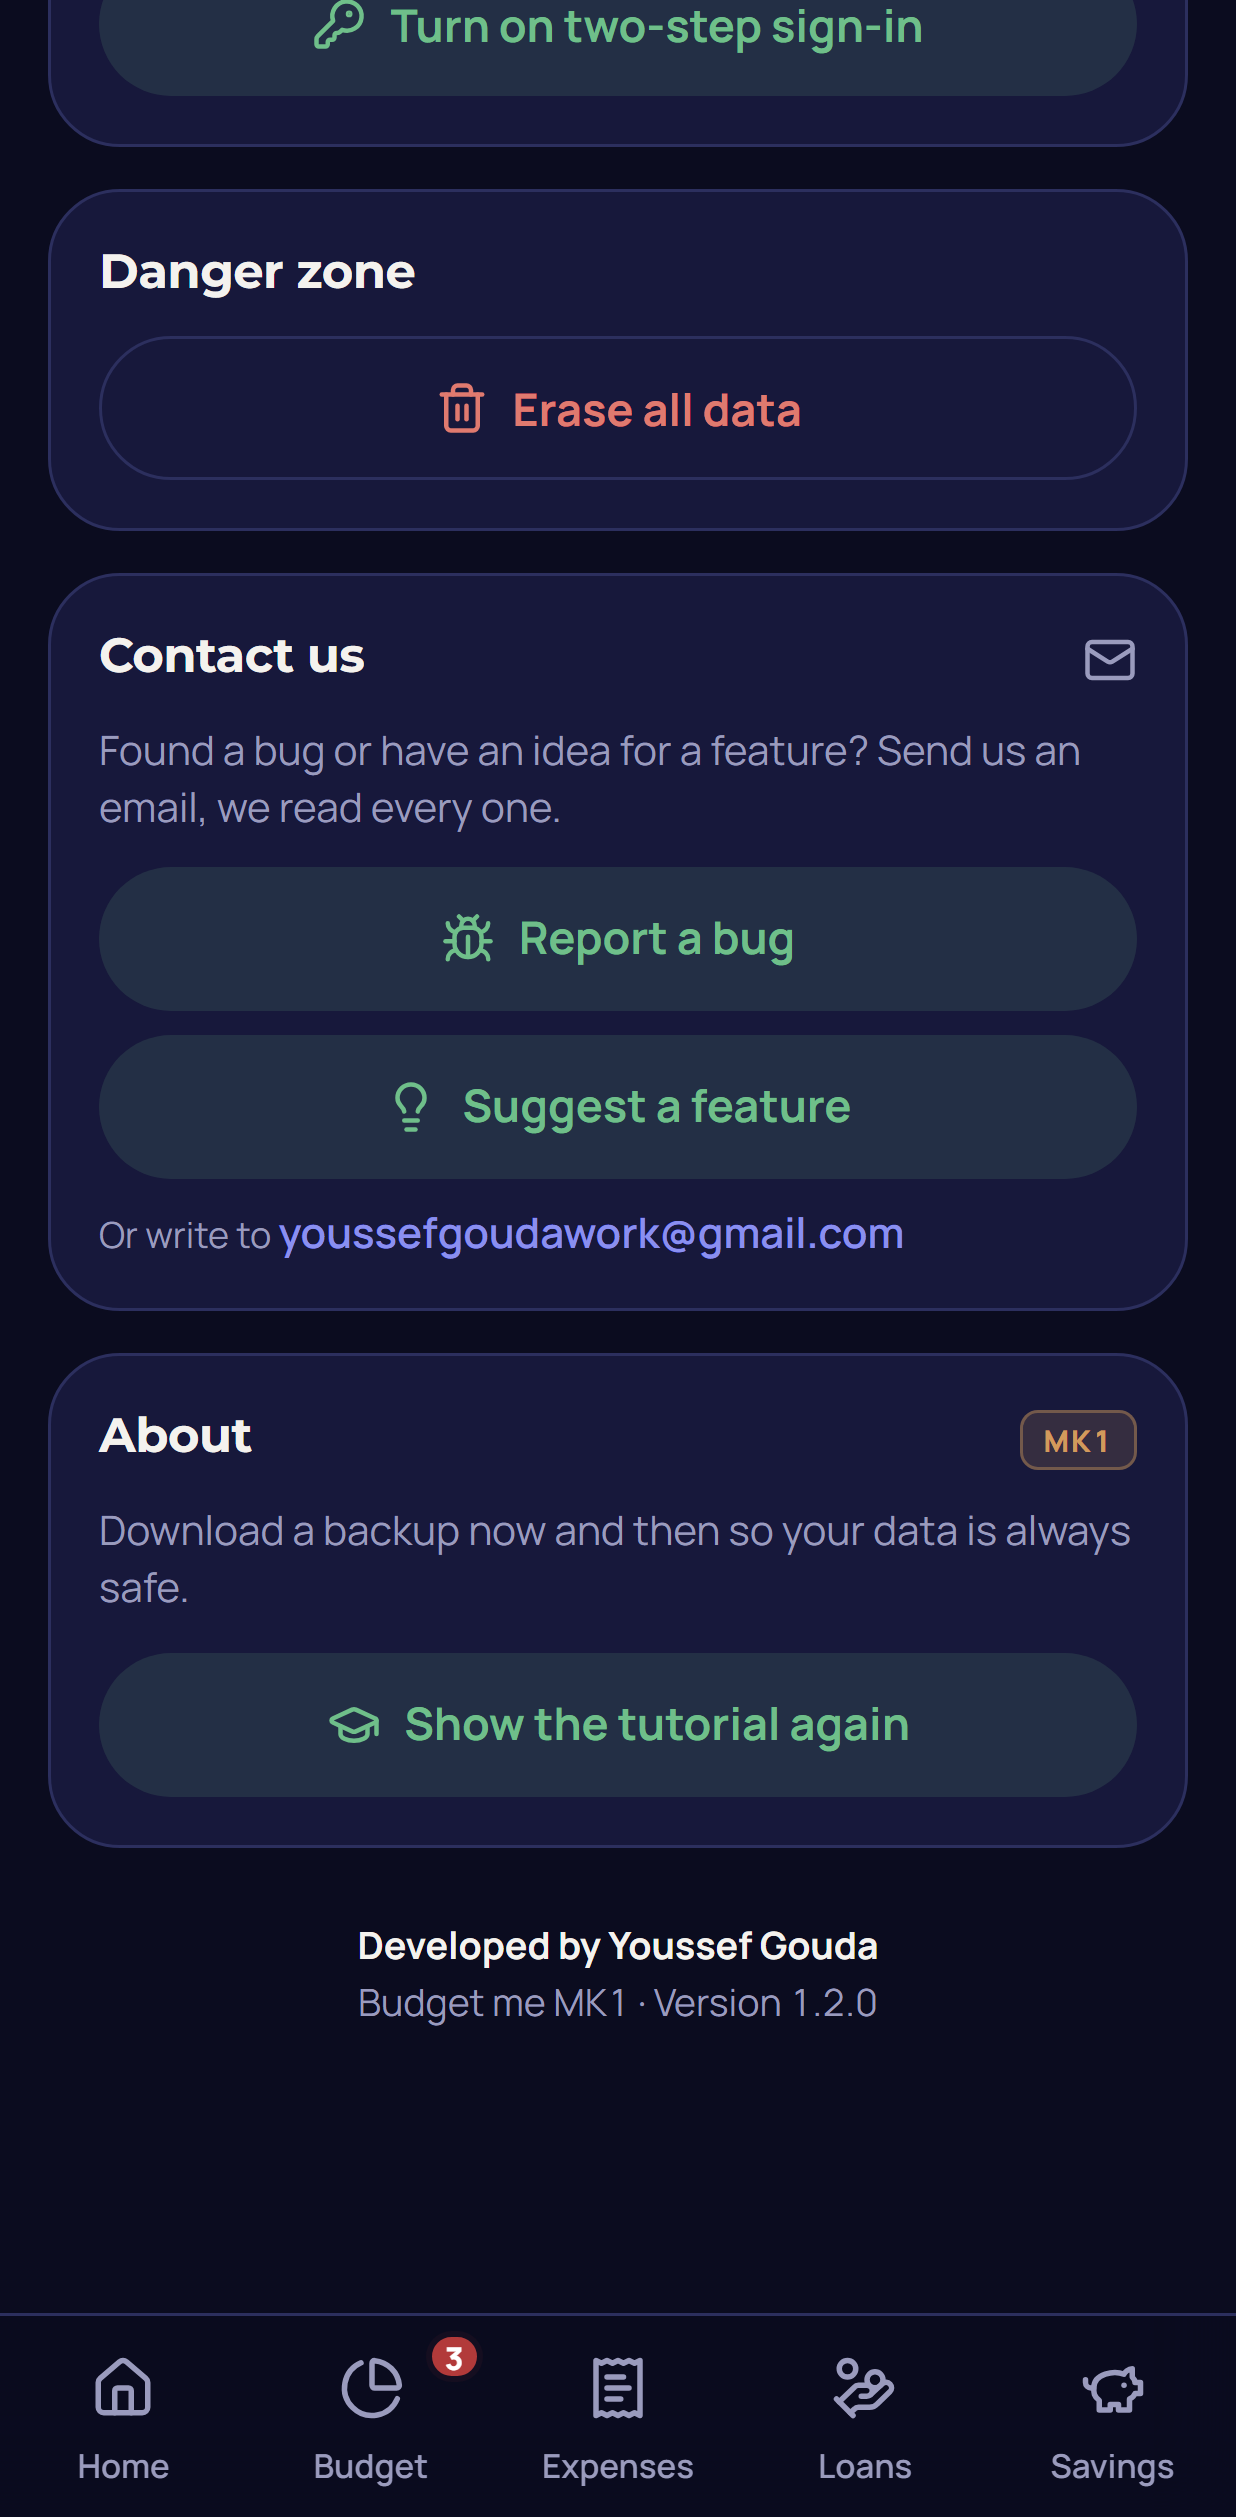 Turn on two-step sign-in
Danger zone
Erase all data
Contact us
Found a bug or have an idea for a feature? Send us an
email, we read every one.
Report a bug
Suggest a feature
Or write to youssefgoudawork@gmail.com
About
MK1
Download a backup now and then so your data is always
safe.
Show the tutorial again
Developed by Youssef Gouda
Budget me MK1 · Version 1.2.0
3
Home
Budget
Expenses
Loans
Savings